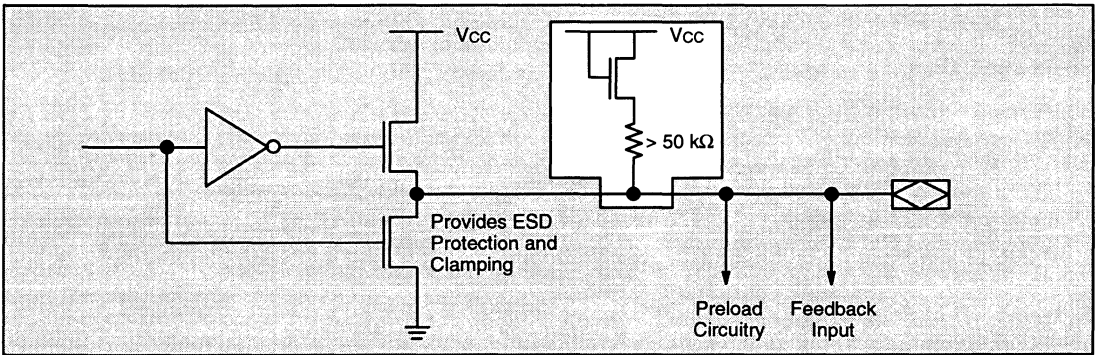 Vcc
Vcc
> 50 kΩ
Provides ESD
Protection and
Clamping
Preload
Circuitry
Feedback
Input